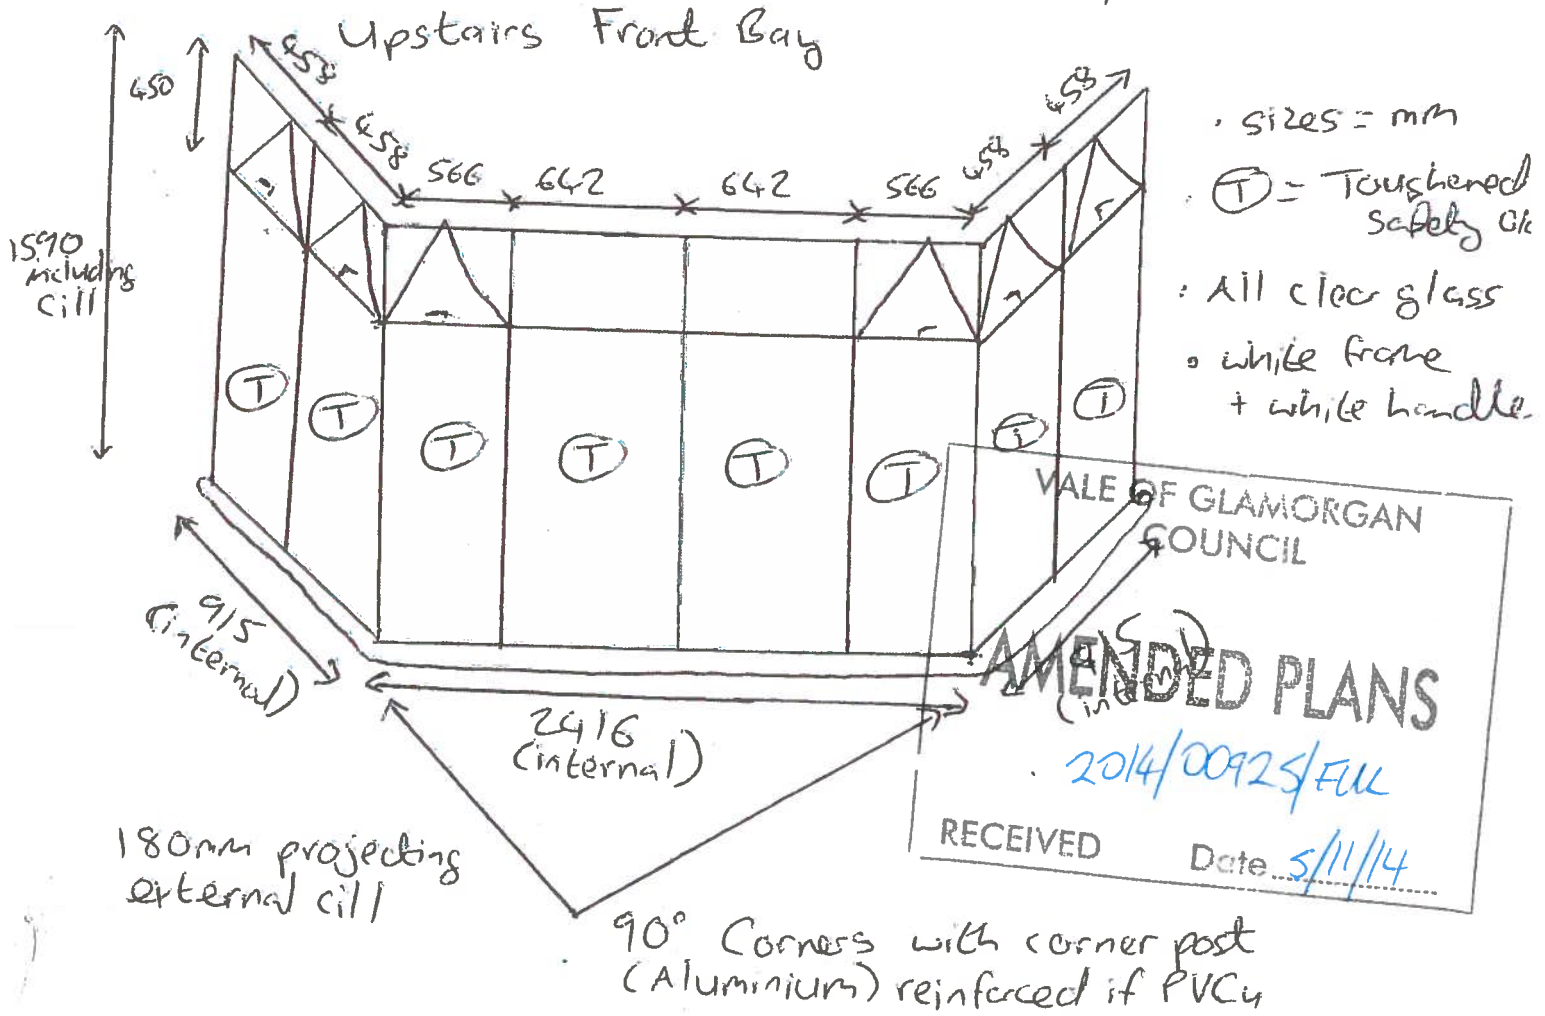 Upstairs Front Bay
450
458
458
566
642
642
566
458
458
1590
including
cill
• sizes = mm
• T = Toughened
safety
• All clear glass
• white frame
+ white handle
T
T
T
T
T
T
T
T
915
(internal)
2416
(internal)
(internal)
VALE OF GLAMORGAN
COUNCIL
AMENDED PLANS
2014/00925/FUL
RECEIVED Date 5/11/14
180mm projecting
external cill
90° Corners with corner post
(Aluminium) reinforced if PVCu